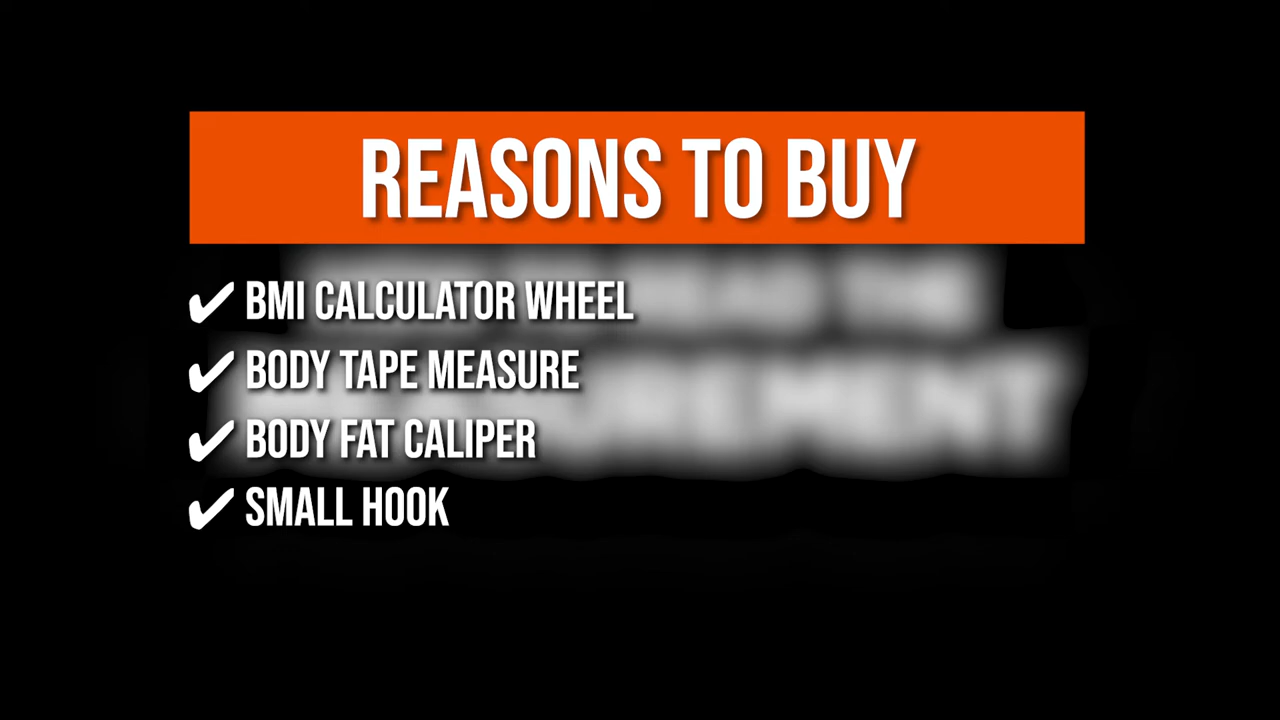 REASONS TO BUY
✔ BMI CALCULATOR WHEEL
✔ BODY TAPE MEASURE
✔ BODY FAT CALIPER
✔ SMALL HOOK